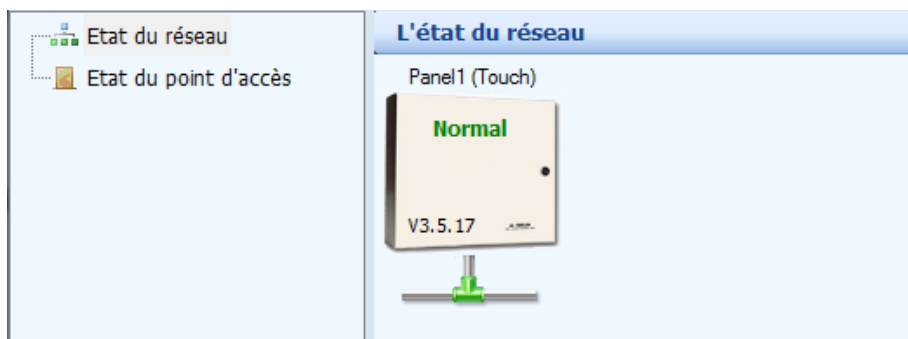 Etat du réseau
Etat du point d'accès
L'état du réseau
Panel1 (Touch)
Normal
V3.5.17